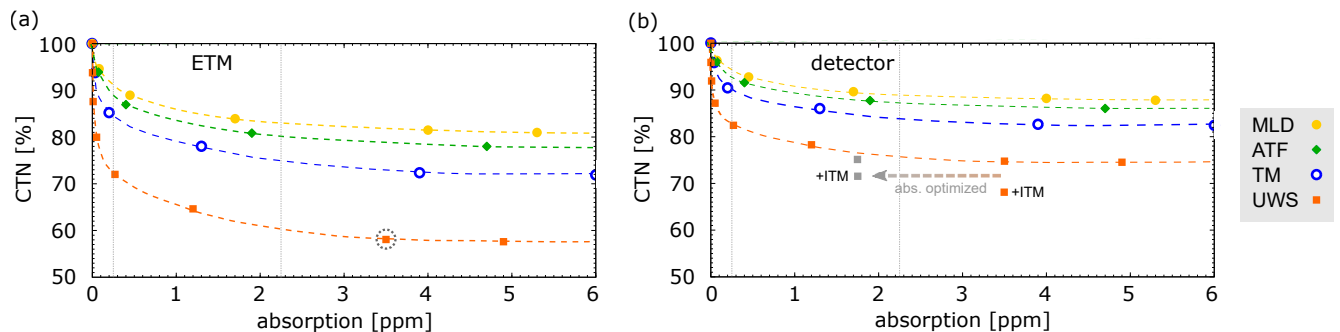 (a)
ETM
CTN [%]
100
90
80
70
60
50
0 1 2 3 4 5 6
absorption [ppm]
(b)
detector
CTN [%]
100
90
80
70
60
50
+ITM
abs. optimized
+ITM
0 1 2 3 4 5 6
absorption [ppm]
MLD
ATF
TM
UWS